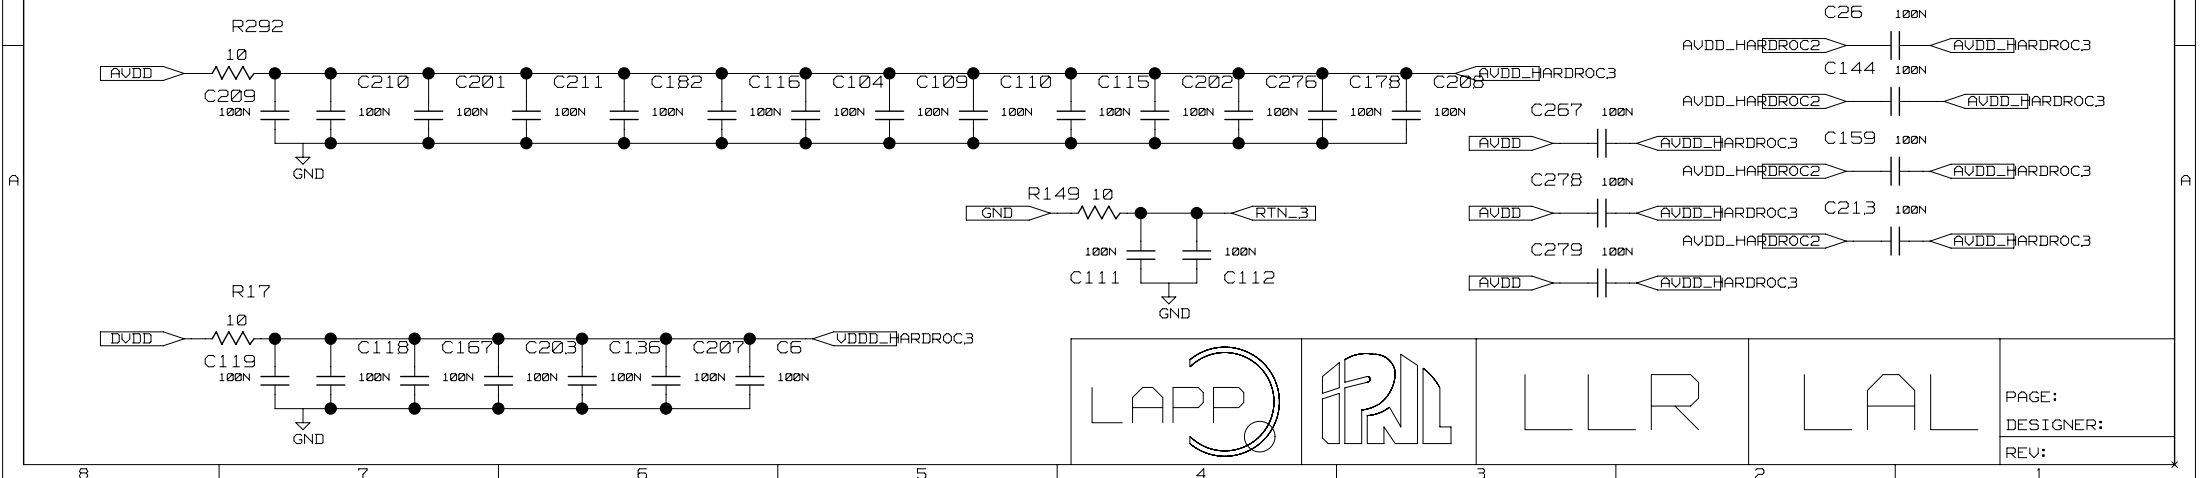 C26 100N
R292
10
AVDD
AVDD_HARDROC2 AVDD_HARDROC3
AVDD_HARDROC3
C209 C210 C201 C211 C182 C116 C104 C109 C110 C115 C202 C276 C178 C208
100N 100N 100N 100N 100N 100N 100N 100N 100N 100N 100N 100N 100N 100N
C144 100N
AVDD_HARDROC2 AVDD_HARDROC3
C267 100N
AVDD AVDD_HARDROC3
C159 100N
AVDD_HARDROC2 AVDD_HARDROC3
GND
A A
C278 100N
AVDD AVDD_HARDROC3
C213 100N
AVDD_HARDROC2 AVDD_HARDROC3
R149 10
GND RTN_3
100N 100N
C111 C112
GND
C279 100N
AVDD AVDD_HARDROC3
R17
10
DVDD VDDD_HARDROC3
C119 C118 C167 C203 C136 C207 C6
100N 100N 100N 100N 100N 100N 100N
GND
LAPP IPNL LLR LAL
PAGE:
DESIGNER:
REV:
8 7 6 5 4 3 2 1